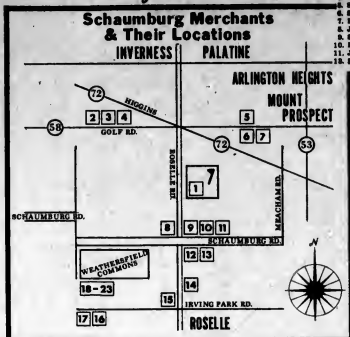 Schaumburg Merchants
& Their Locations
INVERNESS PALATINE
ARLINGTON HEIGHTS
MOUNT
PROSPECT
72
HIGGINS
2 3 4
5
58
GOLF RD.
72
6 7
53
ROSELLE RD.
7
1
MEACHAM RD.
SCHAUMBURG RD.
8
9 10 11
SCHAUMBURG RD.
N
WEATHERSFIELD
COMMONS
12 13
18-23
14
15
IRVING PARK RD.
17 16
ROSELLE